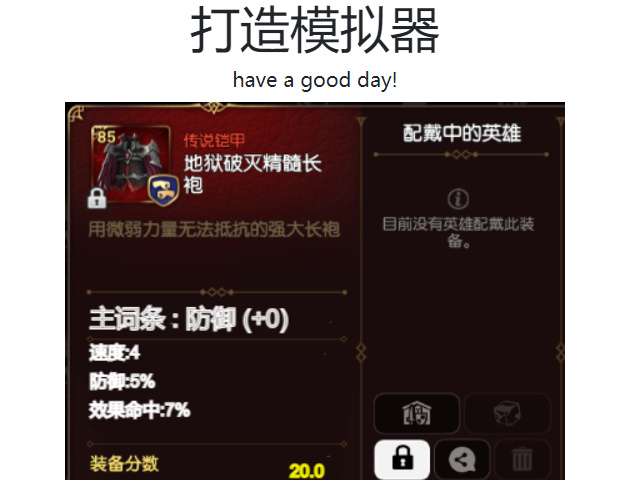 打造模拟器
have a good day!
85
传说铠甲
地狱破灭精髓长
袍
用微弱力量无法抵抗的强大长袍
主词条 : 防御 (+0)
速度:4
防御:5%
效果命中:7%
装备分数
20.0
配戴中的英雄
目前没有英雄配戴此装
备。